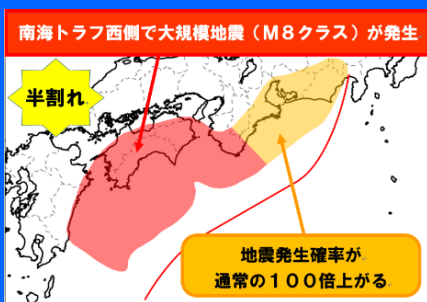 南海トラフ西側で大規模地震（Ｍ８クラス）が発生
半割れ
地震発生確率が
通常の１００倍上がる